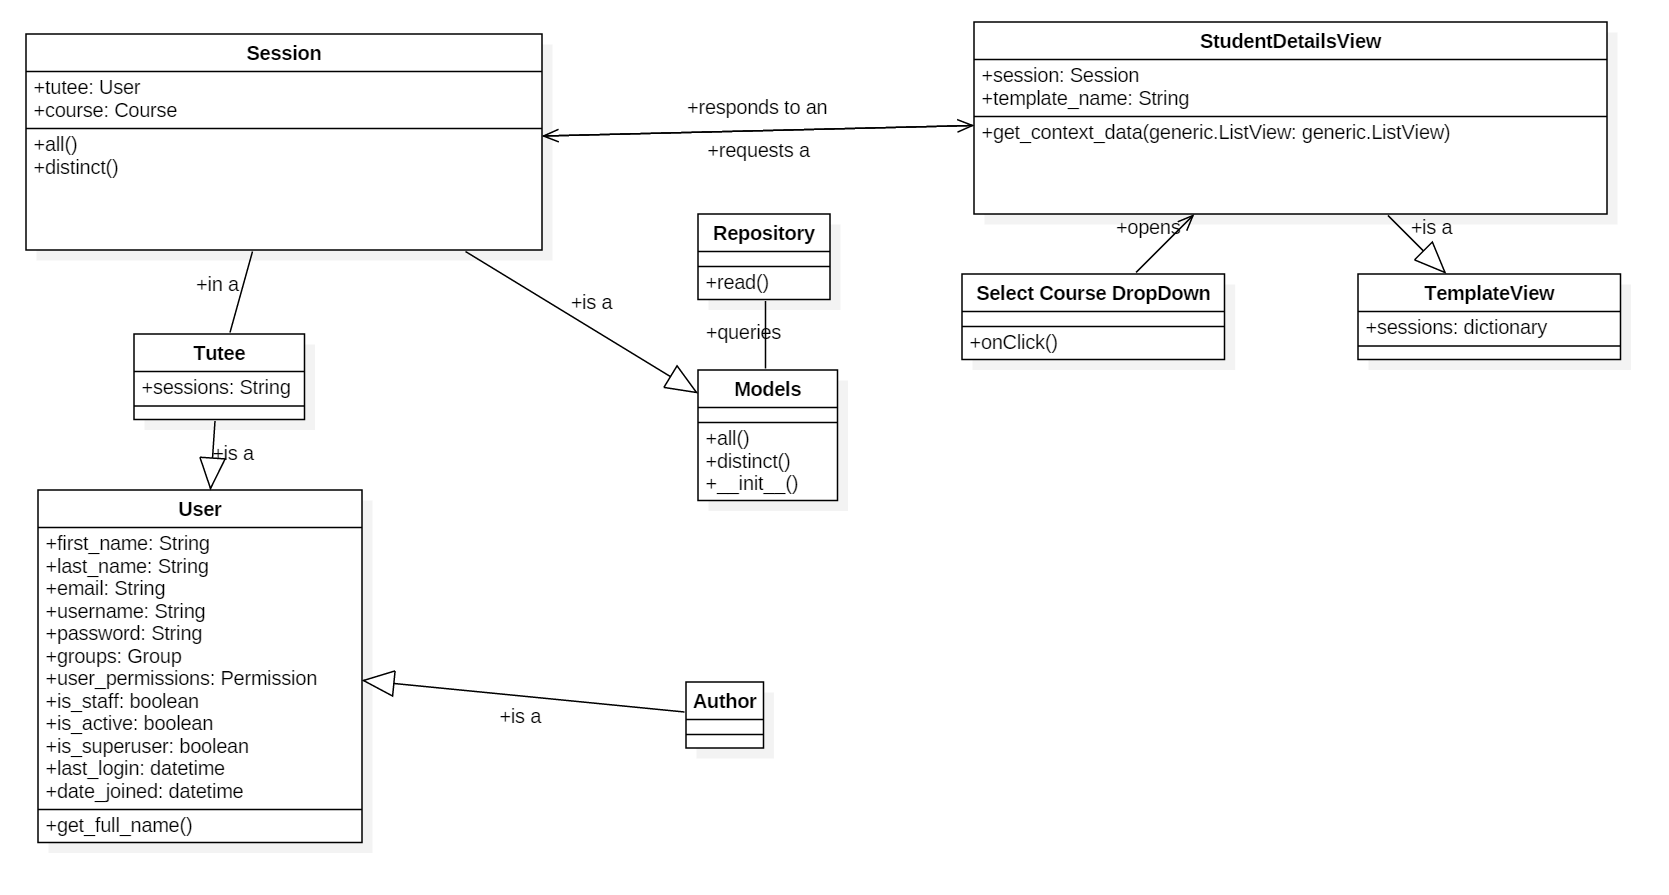 Session
+tutee: User
+course: Course
+all()
+distinct()
+responds to an
+requests a
StudentDetailsView
+session: Session
+template_name: String
+get_context_data(generic.ListView: generic.ListView)
+in a
+is a
Repository
+read()
+queries
+opens
+is a
Select Course DropDown
+onClick()
TemplateView
+sessions: dictionary
Tutee
+sessions: String
+is a
Models
+all()
+distinct()
+__init__()
User
+first_name: String
+last_name: String
+email: String
+username: String
+password: String
+groups: Group
+user_permissions: Permission
+is_staff: boolean
+is_active: boolean
+is_superuser: boolean
+last_login: datetime
+date_joined: datetime
+get_full_name()
+is a
Author